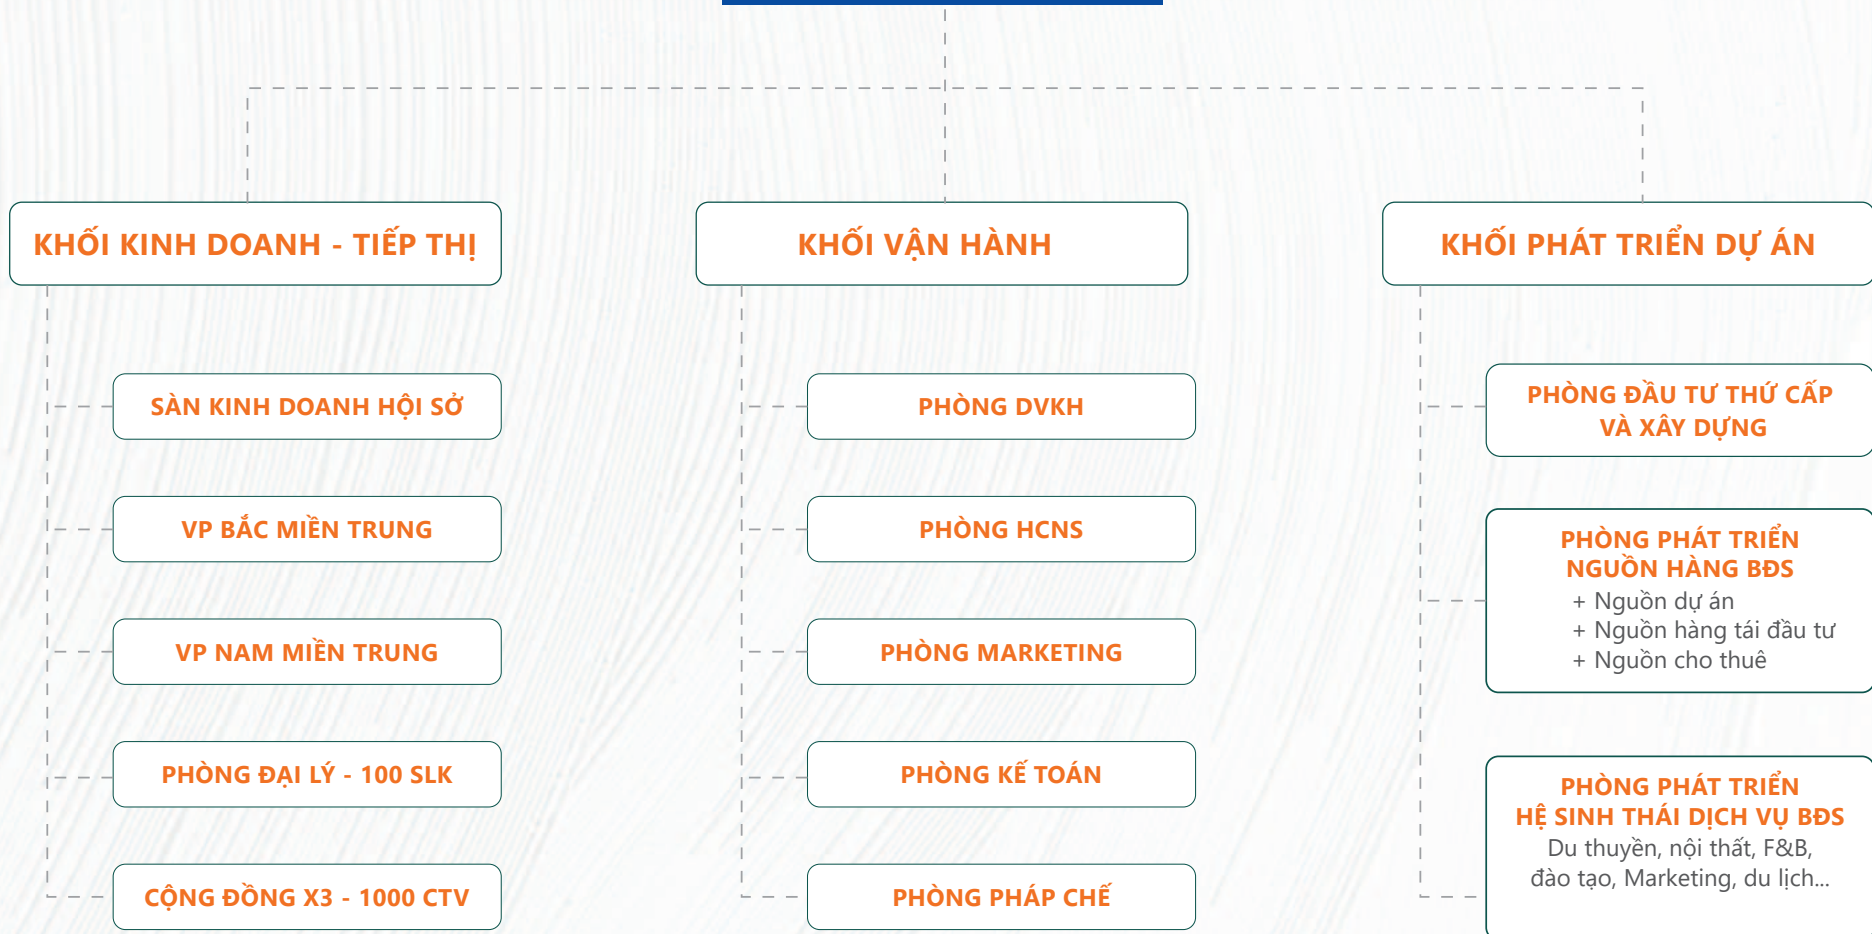 KHỐI KINH DOANH - TIẾP THỊ
SÀN KINH DOANH HỘI SỞ
VP BẮC MIỀN TRUNG
VP NAM MIỀN TRUNG
PHÒNG ĐẠI LÝ - 100 SLK
CỘNG ĐỒNG X3 - 1000 CTV
KHỐI VẬN HÀNH
PHÒNG DVKH
PHÒNG HCNS
PHÒNG MARKETING
PHÒNG KẾ TOÁN
PHÒNG PHÁP CHẾ
KHỐI PHÁT TRIỂN DỰ ÁN
PHÒNG ĐẦU TƯ THỨ CẤP
VÀ XÂY DỰNG
PHÒNG PHÁT TRIỂN
NGUỒN HÀNG BĐS
+ Nguồn dự án
+ Nguồn hàng tái đầu tư
+ Nguồn cho thuê
PHÒNG PHÁT TRIỂN
HỆ SINH THÁI DỊCH VỤ BĐS
Du thuyền, nội thất, F&B,
đào tạo, Marketing, du lịch...